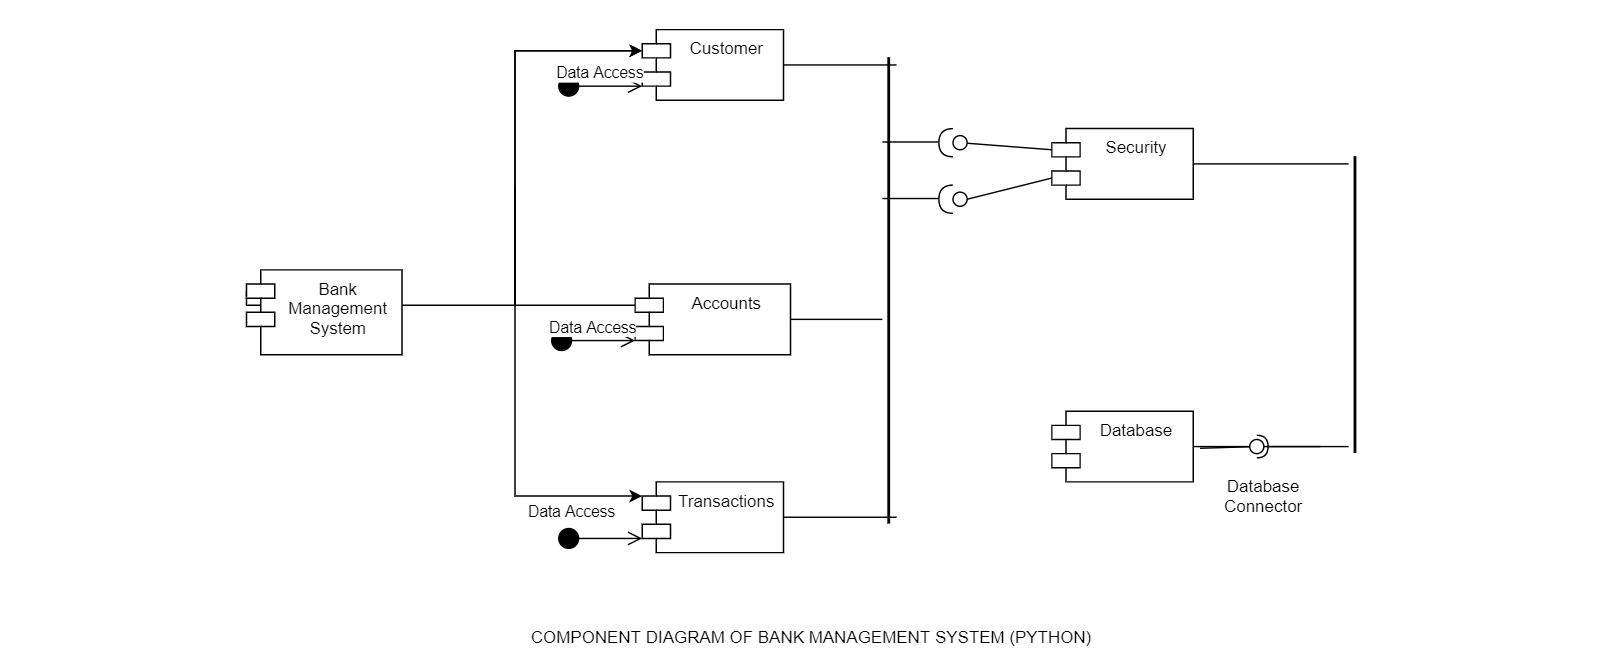 Customer
Data Access
Security
Bank
Management
System
Accounts
Data Access
Database
Database
Connector
Transactions
Data Access
COMPONENT DIAGRAM OF BANK MANAGEMENT SYSTEM (PYTHON)